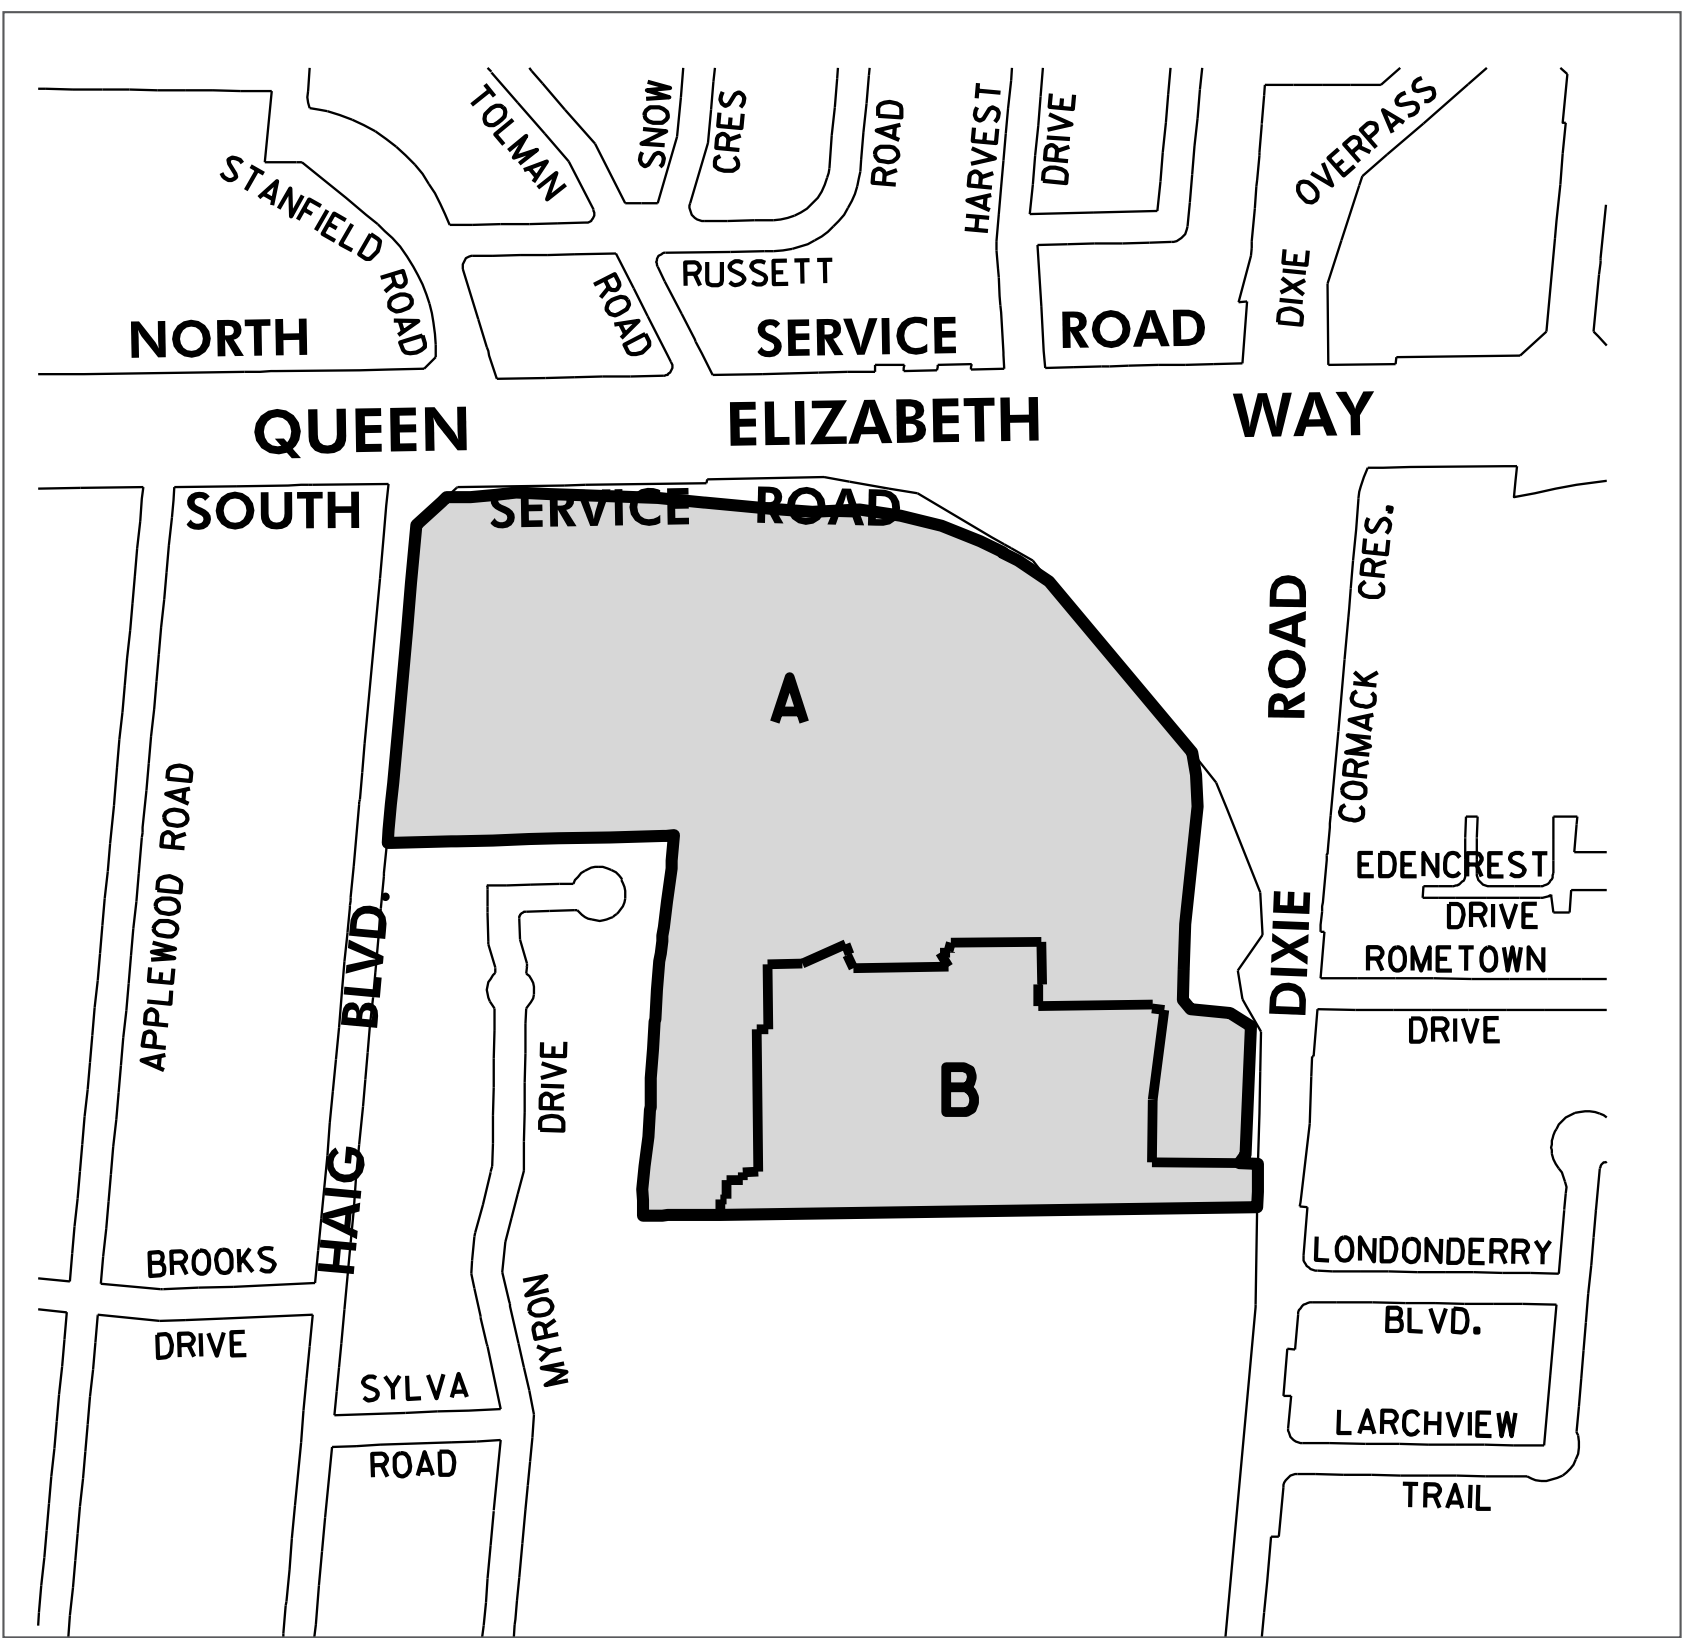 TOLMAN
SNOW
CRES
ROAD
HARVEST
DRIVE
OVERPASS
STANFIELD ROAD
ROAD
RUSSETT
DIXIE
NORTH SERVICE ROAD
QUEEN ELIZABETH WAY
SOUTH SERVICE ROAD
CORMACK CRES.
A
DIXIE ROAD
APPLEWOOD ROAD
HAIG BLVD.
EDENCREST
DRIVE
ROMETOWN
DRIVE
B
MYRON DRIVE
BROOKS
DRIVE
LONDONDERRY
BLVD.
SYLVA
ROAD
LARCHVIEW
TRAIL